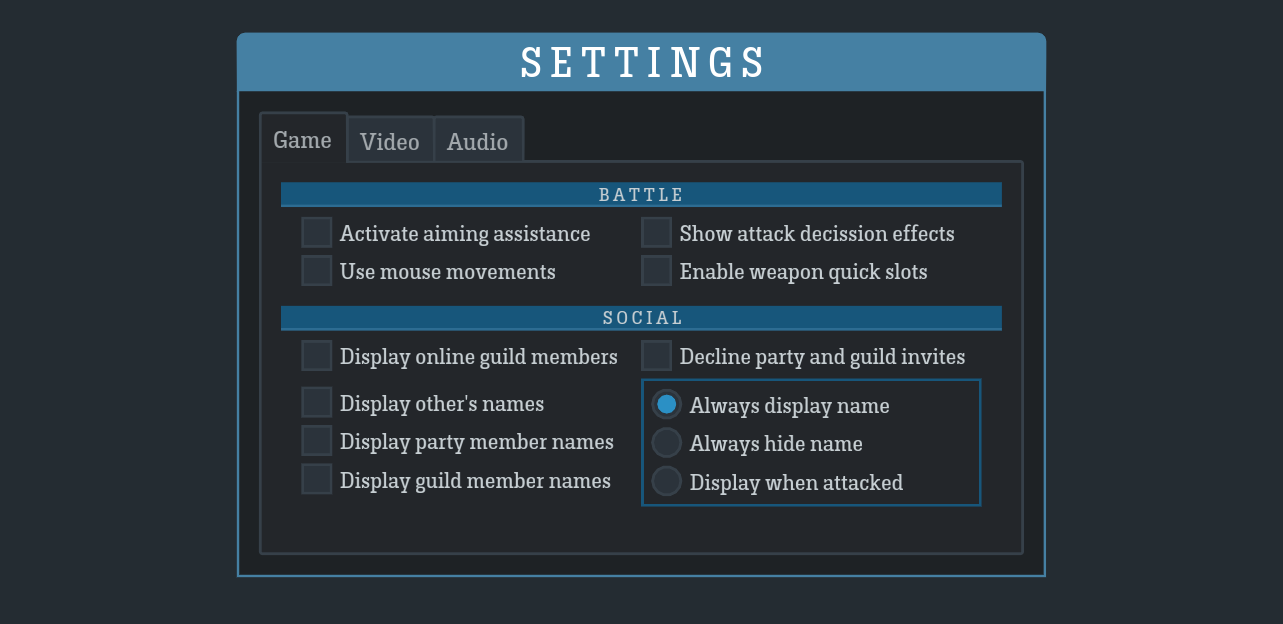 SETTINGS
Game Video Audio
BATTLE
Activate aiming assistance Show attack decission effects
Use mouse movements Enable weapon quick slots
SOCIAL
Display online guild members Decline party and guild invites
Display other's names Always display name
Display party member names Always hide name
Display guild member names Display when attacked